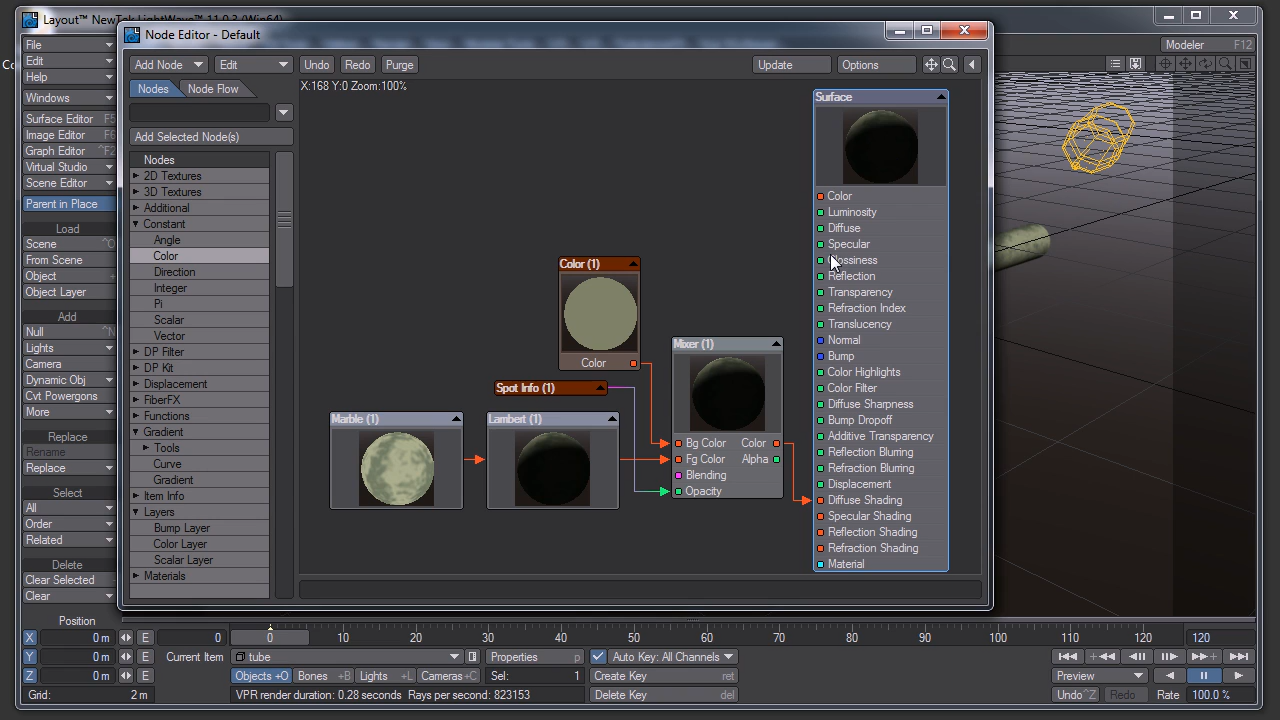 Layout™ NewTek LightWave™ 11.0.3 (Win64)
Node Editor - Default
File
Edit
Help
Windows
Surface Editor F5
Image Editor F6
Graph Editor ^F2
Virtual Studio
Scene Editor
Parent in Place
Load
Scene ^O
From Scene
Object +
Object Layer
Add
Null ^N
Lights
Camera
Dynamic Obj
Cvt Powergons
More
Replace
Rename
Replace
Select
All
Order
Related
Delete
Clear Selected
Clear
Modeler F12
Add Node
Edit
Undo
Redo
Purge
Update
Options
Nodes
Node Flow
X:168 Y:0 Zoom:100%
Add Selected Node(s)
Nodes
2D Textures
3D Textures
Additional
Constant
Angle
Color
Direction
Integer
Pi
Scalar
Vector
DP Filter
DP Kit
Displacement
FiberFX
Functions
Gradient
Tools
Curve
Gradient
Item Info
Layers
Bump Layer
Color Layer
Scalar Layer
Materials
Color (1)
Color
Spot Info (1)
Marble (1)
Lambert (1)
Mixer (1)
Bg Color Color
Fg Color Alpha
Blending
Opacity
Surface
Color
Luminosity
Diffuse
Specular
Glossiness
Reflection
Transparency
Refraction Index
Translucency
Normal
Bump
Color Highlights
Color Filter
Diffuse Sharpness
Bump Dropoff
Additive Transparency
Reflection Blurring
Refraction Blurring
Displacement
Diffuse Shading
Specular Shading
Reflection Shading
Refraction Shading
Material
Position
X 0 m E 0 0 10 20 30 40 50 60 70 80 90 100 110 120 120
Y 0 m E Current Item tube Properties p Auto Key: All Channels
Z 0 m E Objects +O Bones +B Lights +L Cameras +C Sel: 1 Create Key ret Preview
Grid: 2 m VPR render duration: 0.28 seconds Rays per second: 823153 Delete Key del Undo ^Z Redo Rate 100.0 %